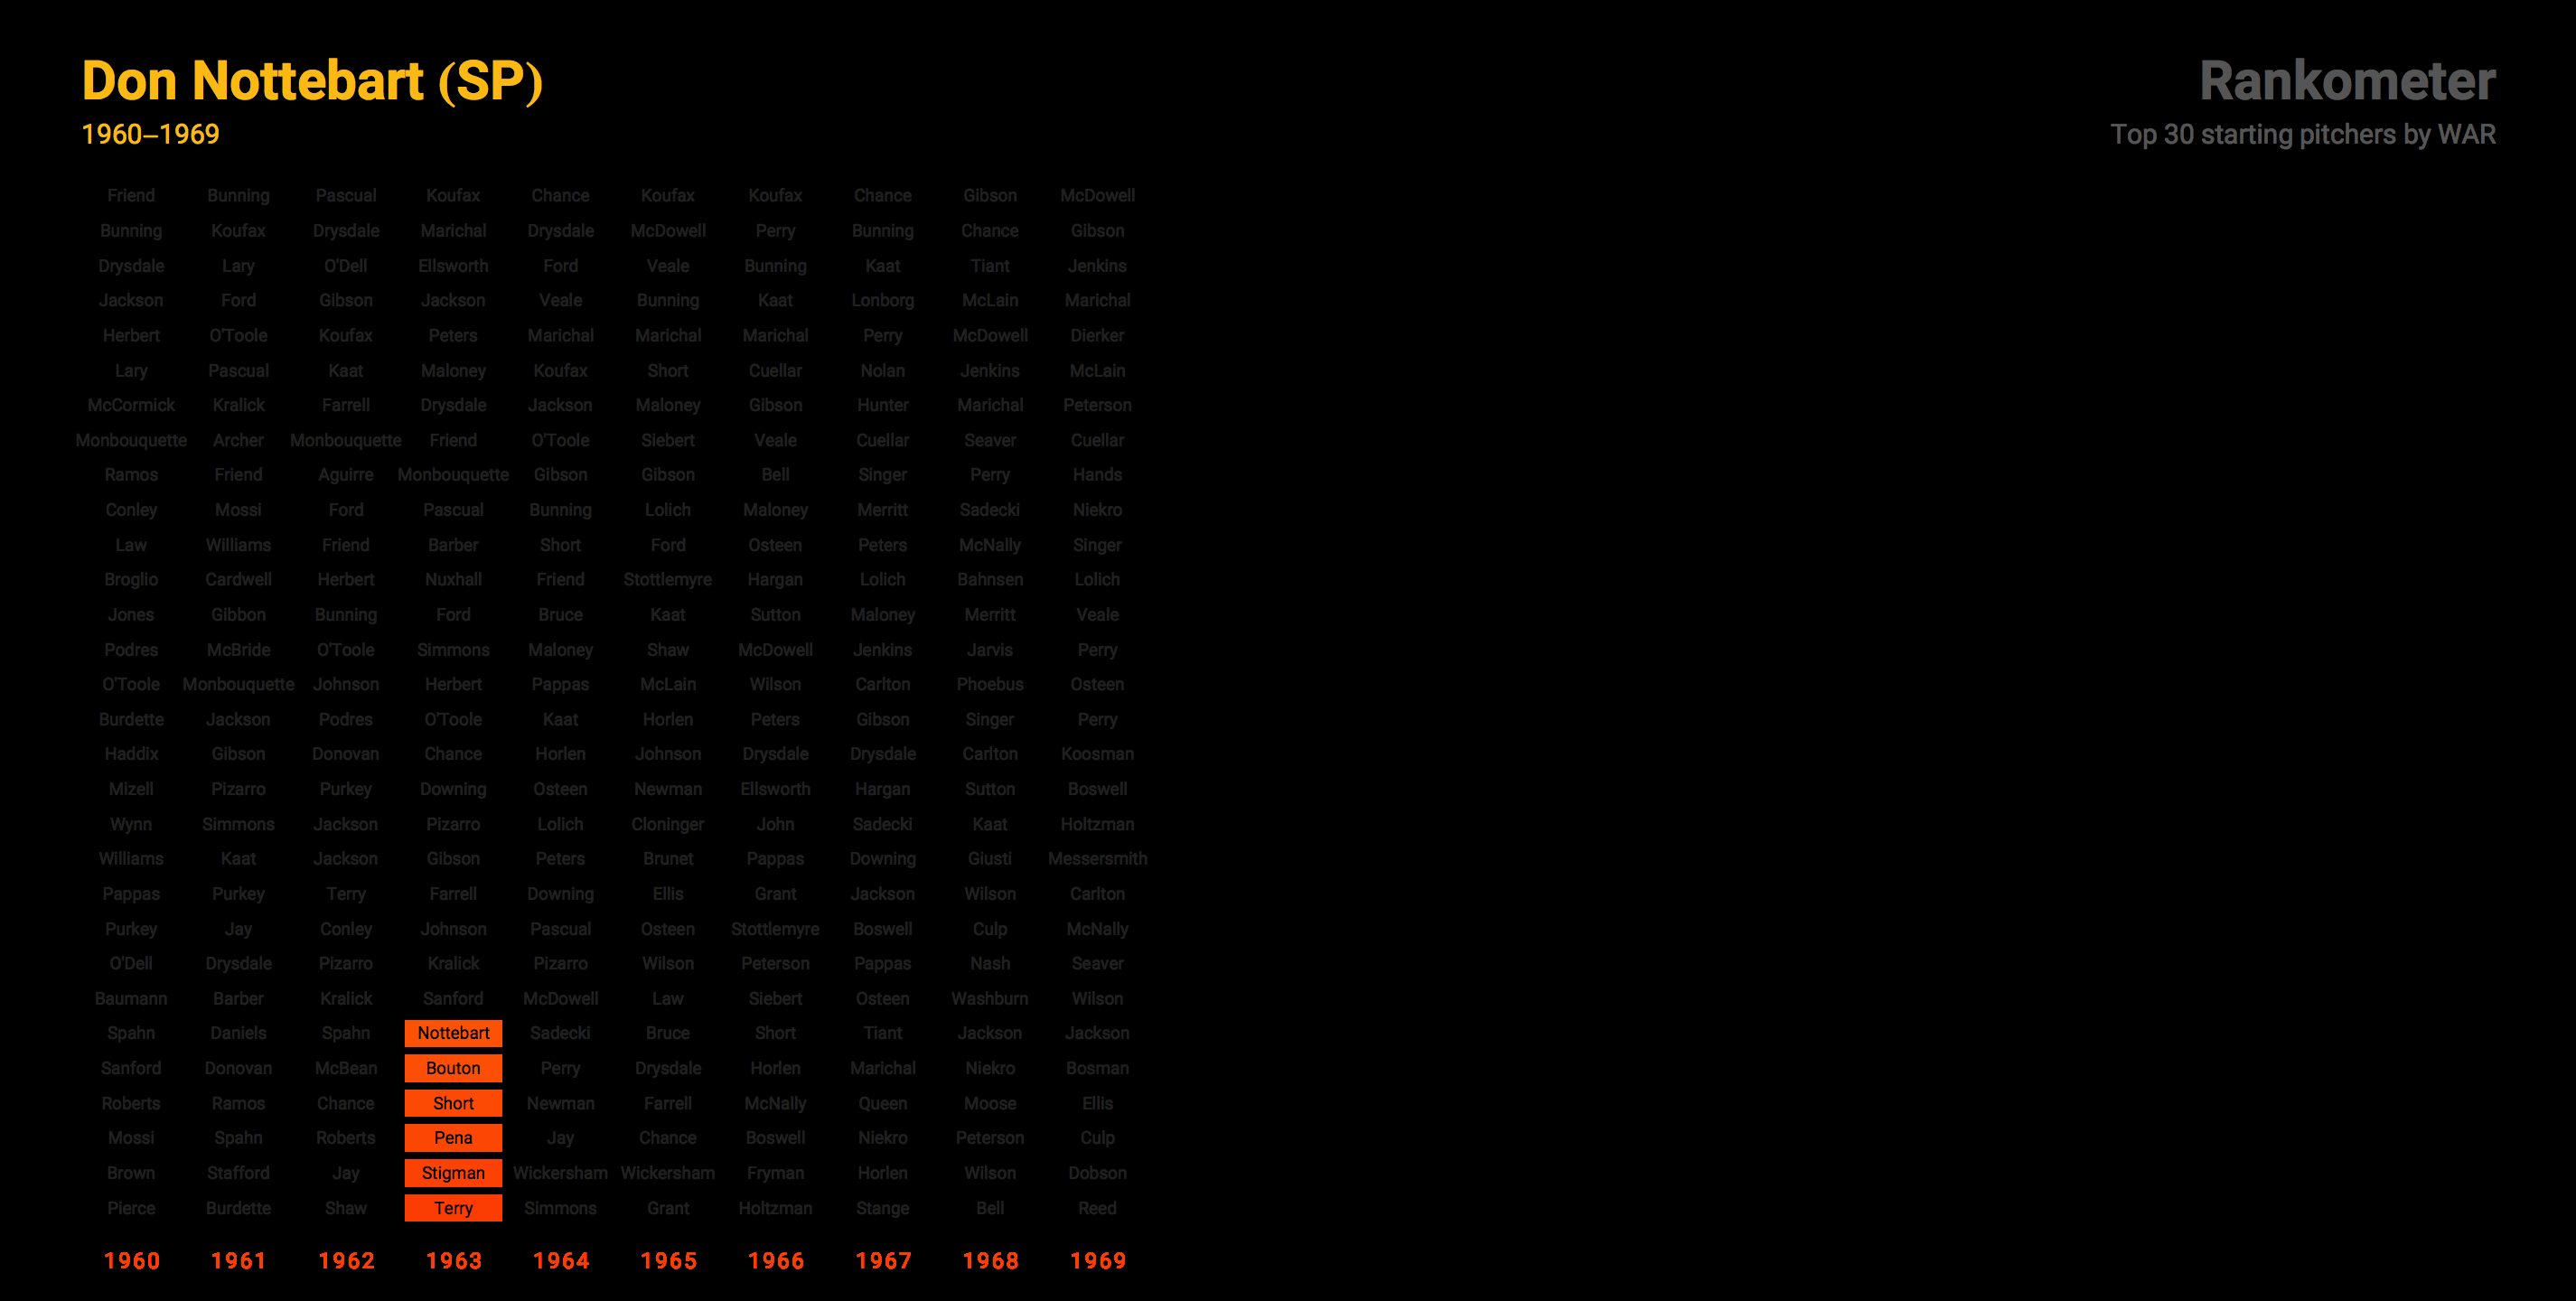 Don Nottebart (SP)
1960–1969
Rankometer
Top 30 starting pitchers by WAR
Friend Bunning Pascual Koufax Chance Koufax Koufax Chance Gibson McDowell
Bunning Koufax Drysdale Marichal Drysdale McDowell Perry Bunning Chance Gibson
Drysdale Lary O'Dell Ellsworth Ford Veale Bunning Kaat Tiant Jenkins
Jackson Ford Gibson Jackson Veale Bunning Kaat Lonborg McLain Marichal
Herbert O'Toole Koufax Peters Marichal Marichal Marichal Perry McDowell Dierker
Lary Pascual Kaat Maloney Koufax Short Cuellar Nolan Jenkins McLain
McCormick Kralick Farrell Drysdale Jackson Maloney Gibson Hunter Marichal Peterson
Monbouquette Archer Monbouquette Friend O'Toole Siebert Veale Cuellar Seaver Cuellar
Ramos Friend Aguirre Monbouquette Gibson Gibson Bell Singer Perry Hands
Conley Mossi Ford Pascual Bunning Lolich Maloney Merritt Sadecki Niekro
Law Williams Friend Barber Short Ford Osteen Peters McNally Singer
Broglio Cardwell Herbert Nuxhall Friend Stottlemyre Hargan Lolich Bahnsen Lolich
Jones Gibbon Bunning Ford Bruce Kaat Sutton Maloney Merritt Veale
Podres McBride O'Toole Simmons Maloney Shaw McDowell Jenkins Jarvis Perry
O'Toole Monbouquette Johnson Herbert Pappas McLain Wilson Carlton Phoebus Osteen
Burdette Jackson Podres O'Toole Kaat Horlen Peters Gibson Singer Perry
Haddix Gibson Donovan Chance Horlen Johnson Drysdale Drysdale Carlton Koosman
Mizell Pizarro Purkey Downing Osteen Newman Ellsworth Hargan Sutton Boswell
Wynn Simmons Jackson Pizarro Lolich Cloninger John Sadecki Kaat Holtzman
Williams Kaat Jackson Gibson Peters Brunet Pappas Downing Giusti Messersmith
Pappas Purkey Terry Farrell Downing Ellis Grant Jackson Wilson Carlton
Purkey Jay Conley Johnson Pascual Osteen Stottlemyre Boswell Culp McNally
O'Dell Drysdale Pizarro Kralick Pizarro Wilson Peterson Pappas Nash Seaver
Baumann Barber Kralick Sanford McDowell Law Siebert Osteen Washburn Wilson
Spahn Daniels Spahn Nottebart Sadecki Bruce Short Tiant Jackson Jackson
Sanford Donovan McBean Bouton Perry Drysdale Horlen Marichal Niekro Bosman
Roberts Ramos Chance Short Newman Farrell McNally Queen Moose Ellis
Mossi Spahn Roberts Pena Jay Chance Boswell Niekro Peterson Culp
Brown Stafford Jay Stigman Wickersham Wickersham Fryman Horlen Wilson Dobson
Pierce Burdette Shaw Terry Simmons Grant Holtzman Stange Bell Reed
1960 1961 1962 1963 1964 1965 1966 1967 1968 1969